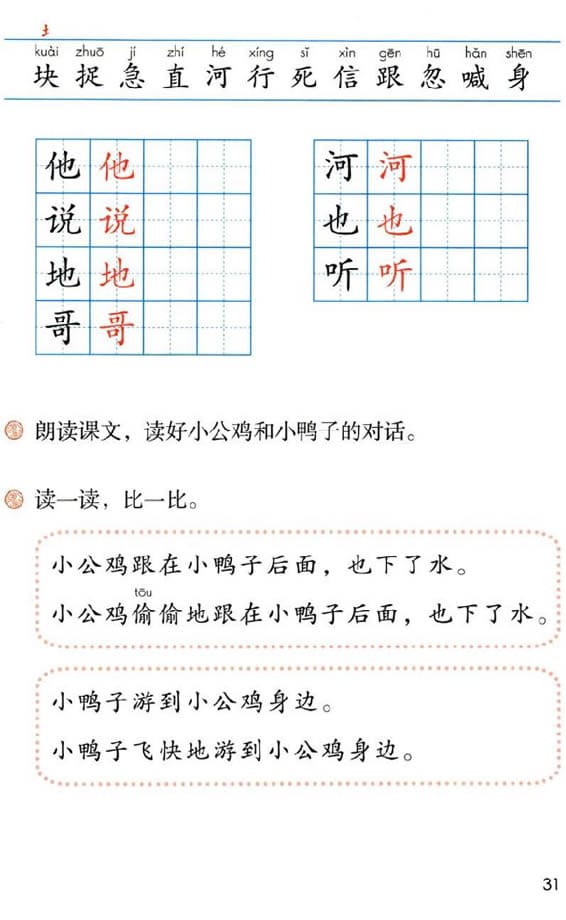 土
kuài zhuō jí zhí hé xíng sǐ xìn gēn hū hǎn shēn
块 捉 急 直 河 行 死 信 跟 忽 喊 身
他 他
说 说
地 地
哥 哥
河 河
也 也
听 听
朗读课文，读好小公鸡和小鸭子的对话。
读一读，比一比。
小公鸡跟在小鸭子后面，也下了水。
tōu
小公鸡偷偷地跟在小鸭子后面，也下了水。
小鸭子游到小公鸡身边。
小鸭子飞快地游到小公鸡身边。
31